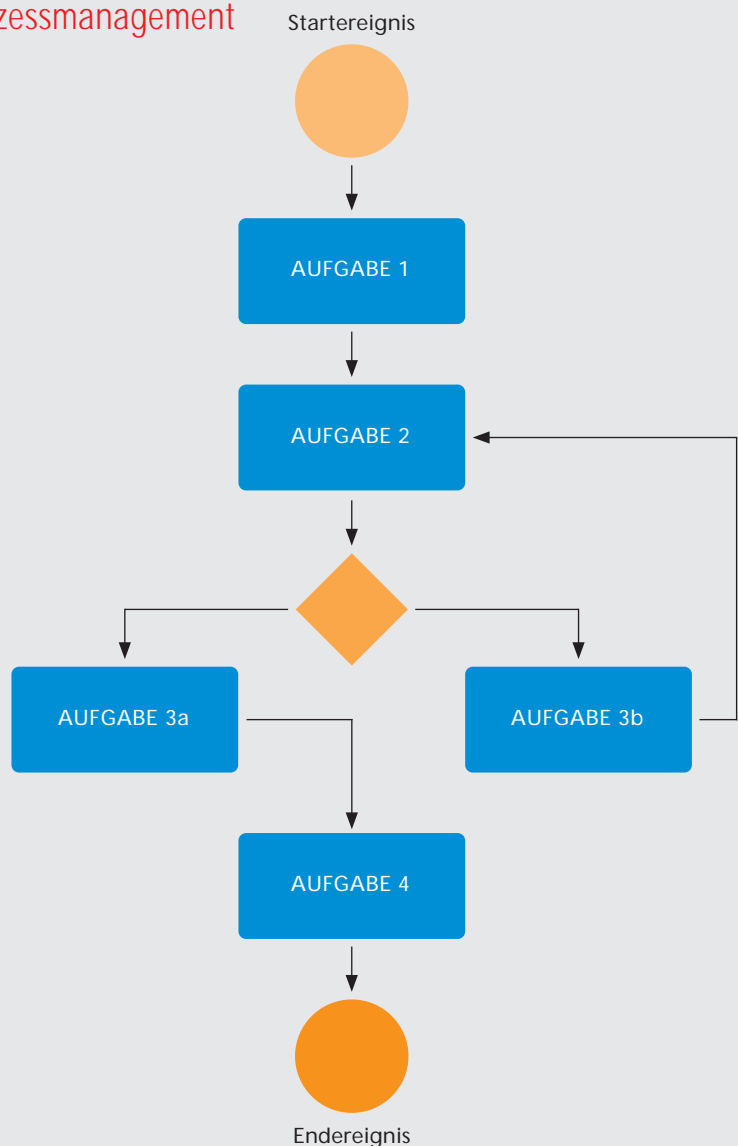 zessmanagement
Startereignis
AUFGABE 1
AUFGABE 2
AUFGABE 3a
AUFGABE 3b
AUFGABE 4
Endereignis